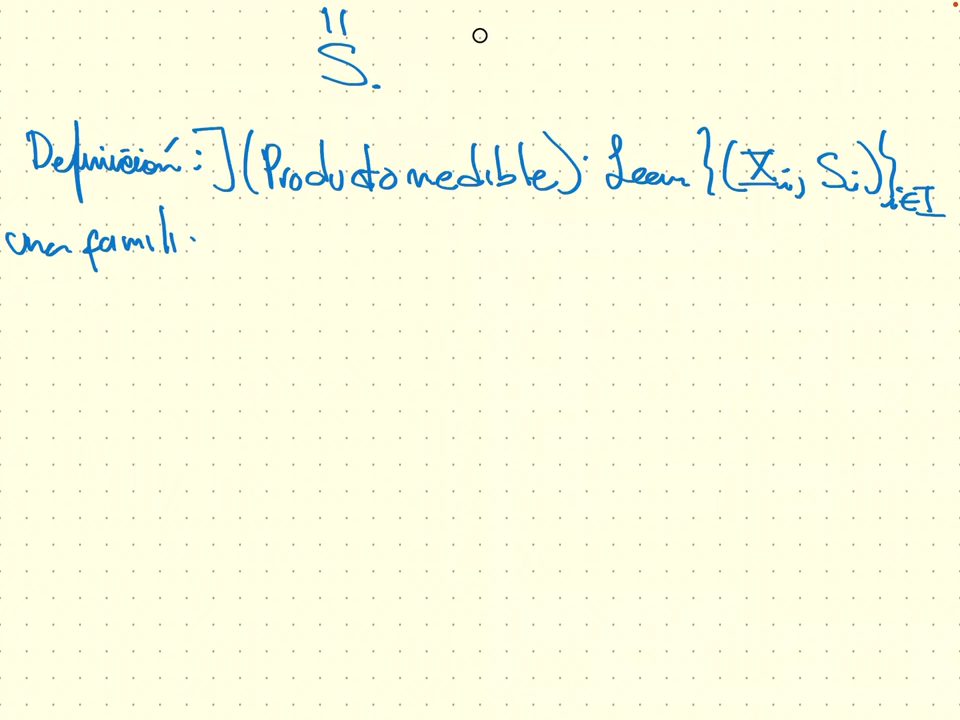 ||
S.
Definición:] (Producto medible): Sean {(X_i, S_i)}_{i∈I}
una famili.